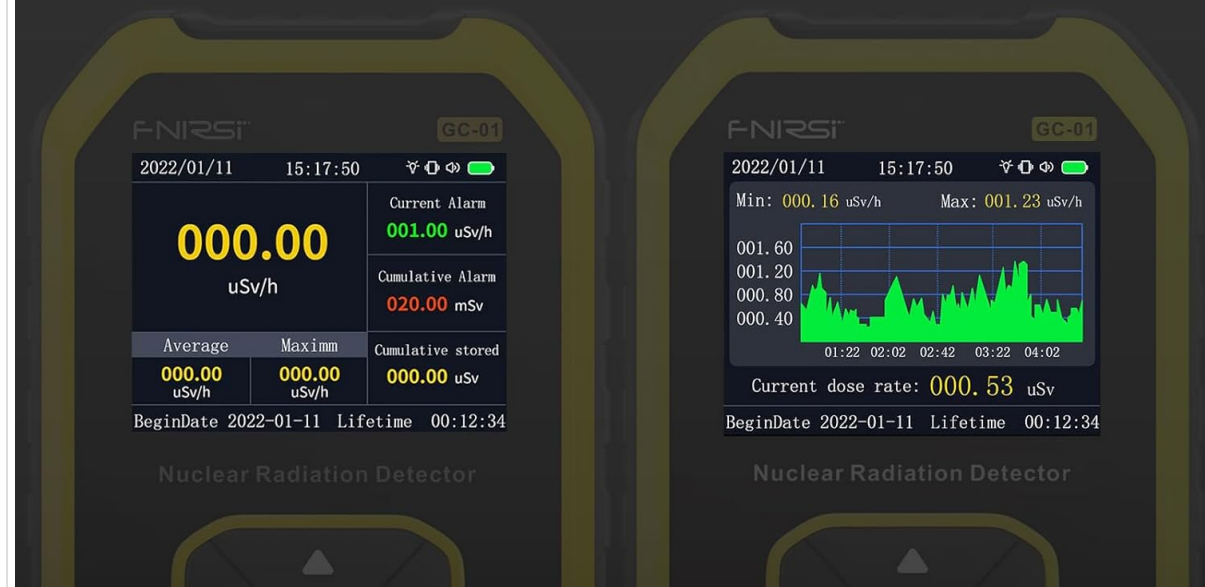 FNIRSI GC-01
2022/01/11 15:17:50
000.00
uSv/h
Current Alarm
001.00 uSv/h
Cumulative Alarm
020.00 mSv
Average Maximm
000.00 000.00
uSv/h uSv/h
Cumulative stored
000.00 uSv
BeginDate 2022-01-11 Lifetime 00:12:34
Nuclear Radiation Detector
FNIRSI GC-01
2022/01/11 15:17:50
Min: 000.16 uSv/h Max: 001.23 uSv/h
001.60
001.20
000.80
000.40
01:22 02:02 02:42 03:22 04:02
Current dose rate: 000.53 uSv
BeginDate 2022-01-11 Lifetime 00:12:34
Nuclear Radiation Detector